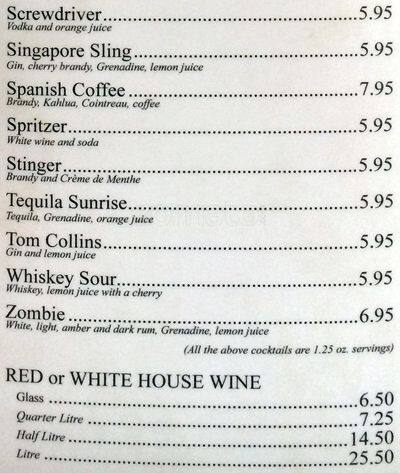 Screwdriver 5.95
Vodka and orange juice
Singapore Sling 5.95
Gin, cherry brandy, Grenadine, lemon juice
Spanish Coffee 7.95
Brandy, Kahlua, Cointreau, coffee
Spritzer 5.95
White wine and soda
Stinger 5.95
Brandy and Crème de Menthe
Tequila Sunrise 5.95
Tequila, Grenadine, orange juice
Tom Collins 5.95
Gin and lemon juice
Whiskey Sour 5.95
Whiskey, lemon juice with a cherry
Zombie 6.95
White, light, amber and dark rum, Grenadine, lemon juice
(All the above cocktails are 1.25 oz. servings)
RED or WHITE HOUSE WINE
Glass 6.50
Quarter Litre 7.25
Half Litre 14.50
Litre 25.50